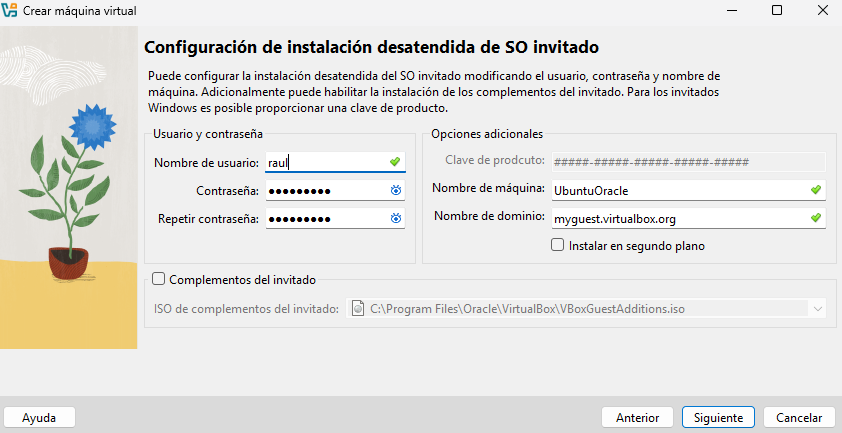 Crear máquina virtual
Configuración de instalación desatendida de SO invitado
Puede configurar la instalación desatendida del SO invitado modificando el usuario, contraseña y nombre de
máquina. Adicionalmente puede habilitar la instalación de los complementos del invitado. Para los invitados
Windows es posible proporcionar una clave de producto.
Usuario y contraseña
Nombre de usuario: raul
Contraseña: ●●●●●●●●●
Repetir contraseña: ●●●●●●●●●
Opciones adicionales
Clave de prodcuto: #####-#####-#####-#####-#####
Nombre de máquina: UbuntuOracle
Nombre de dominio: myguest.virtualbox.org
Instalar en segundo plano
Complementos del invitado
ISO de complementos del invitado: C:\Program Files\Oracle\VirtualBox\VBoxGuestAdditions.iso
Ayuda
Anterior
Siguiente
Cancelar